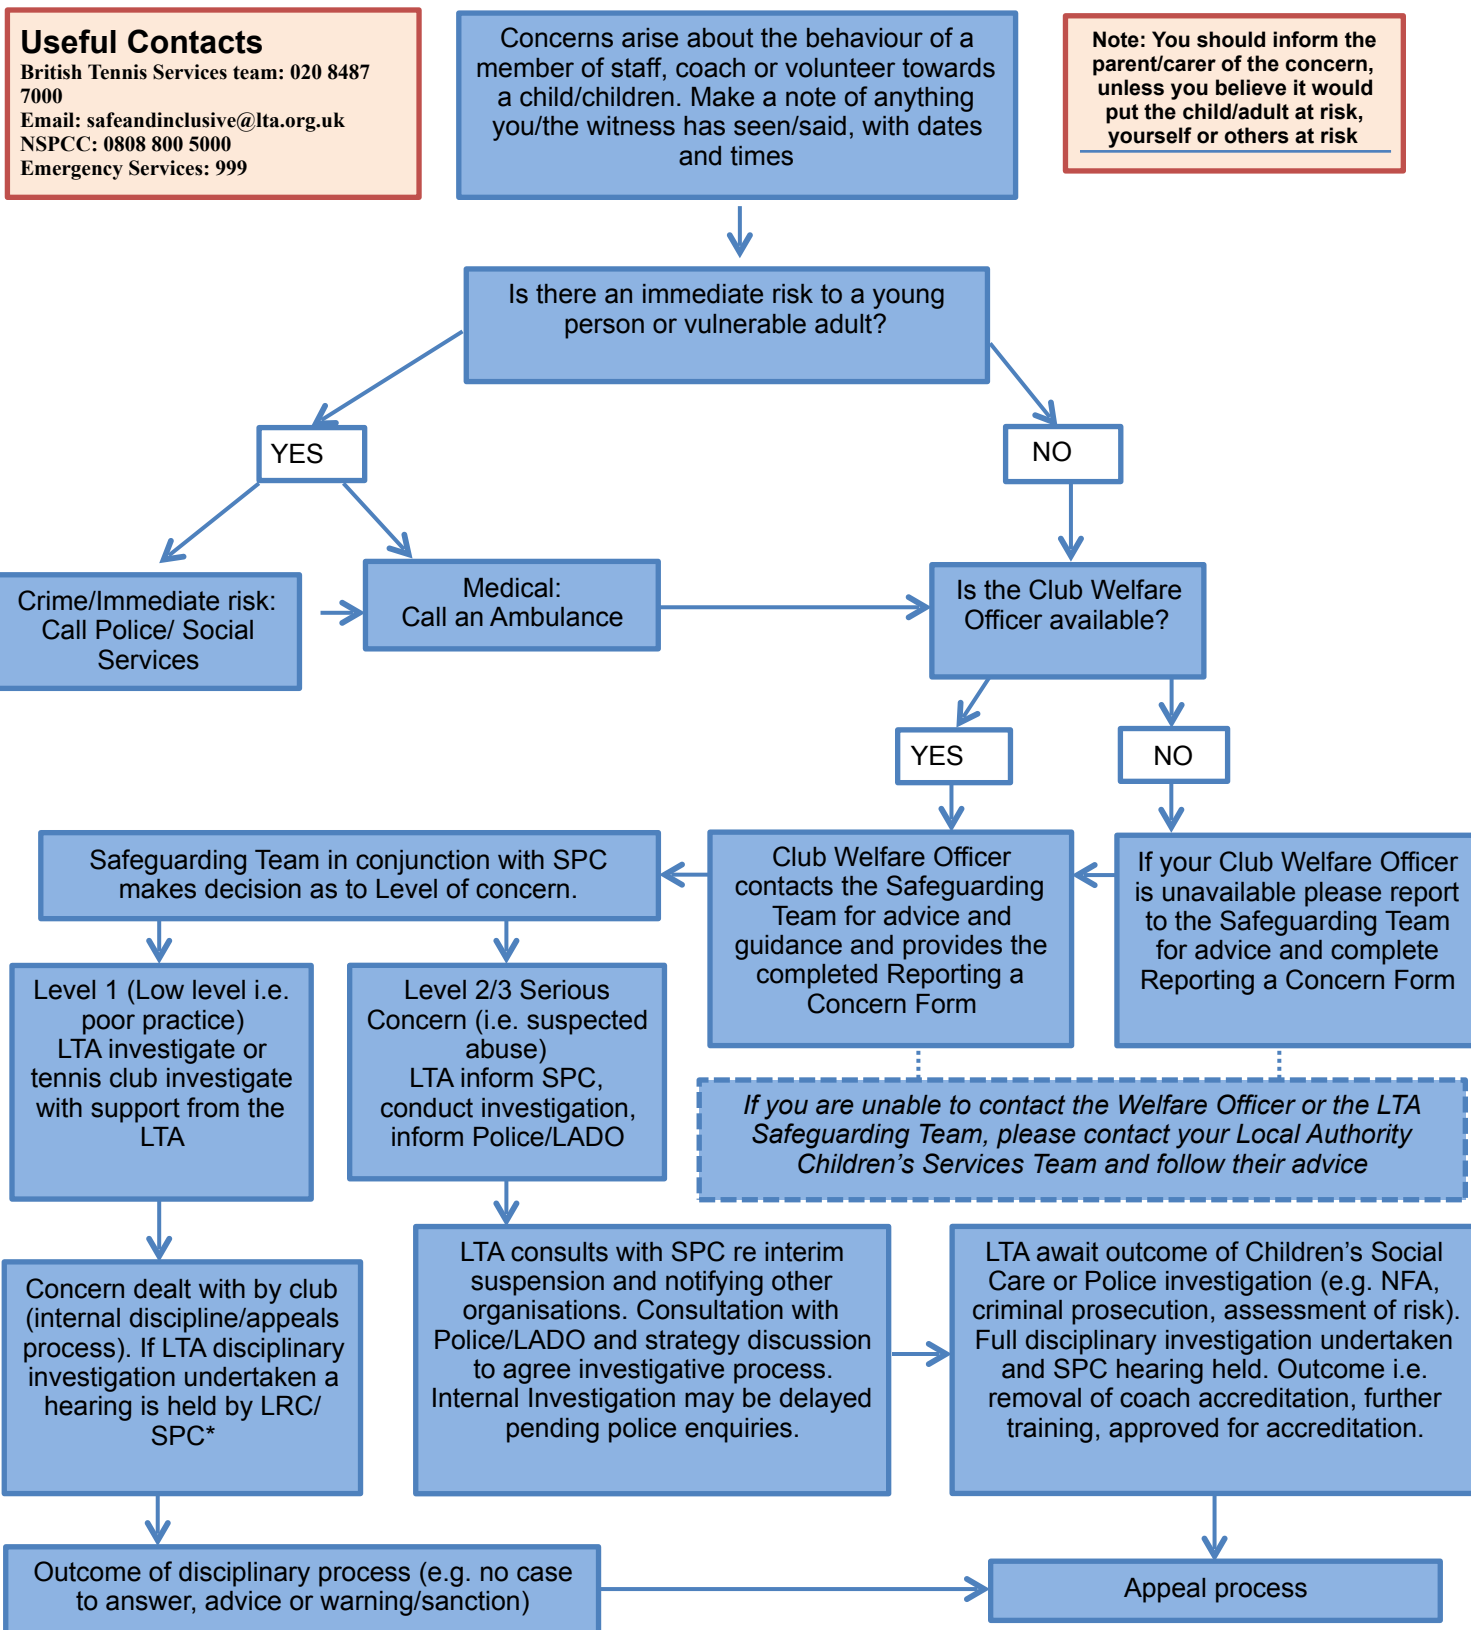 Useful Contacts
British Tennis Services team: 020 8487
7000
Email: safeandinclusive@lta.org.uk
NSPCC: 0808 800 5000
Emergency Services: 999
Concerns arise about the behaviour of a
member of staff, coach or volunteer towards
a child/children. Make a note of anything
you/the witness has seen/said, with dates
and times
Note: You should inform the
parent/carer of the concern,
unless you believe it would
put the child/adult at risk,
yourself or others at risk
Is there an immediate risk to a young
person or vulnerable adult?
YES
NO
Crime/Immediate risk:
Call Police/ Social
Services
Medical:
Call an Ambulance
Is the Club Welfare
Officer available?
YES
NO
Safeguarding Team in conjunction with SPC
makes decision as to Level of concern.
Club Welfare Officer
contacts the Safeguarding
Team for advice and
guidance and provides the
completed Reporting a
Concern Form
If your Club Welfare Officer
is unavailable please report
to the Safeguarding Team
for advice and complete
Reporting a Concern Form
Level 1 (Low level i.e.
poor practice)
LTA investigate or
tennis club investigate
with support from the
LTA
Level 2/3 Serious
Concern (i.e. suspected
abuse)
LTA inform SPC,
conduct investigation,
inform Police/LADO
If you are unable to contact the Welfare Officer or the LTA
Safeguarding Team, please contact your Local Authority
Children’s Services Team and follow their advice
Concern dealt with by club
(internal discipline/appeals
process). If LTA disciplinary
investigation undertaken a
hearing is held by LRC/
SPC*
LTA consults with SPC re interim
suspension and notifying other
organisations. Consultation with
Police/LADO and strategy discussion
to agree investigative process.
Internal Investigation may be delayed
pending police enquiries.
LTA await outcome of Children’s Social
Care or Police investigation (e.g. NFA,
criminal prosecution, assessment of risk).
Full disciplinary investigation undertaken
and SPC hearing held. Outcome i.e.
removal of coach accreditation, further
training, approved for accreditation.
Outcome of disciplinary process (e.g. no case
to answer, advice or warning/sanction)
Appeal process